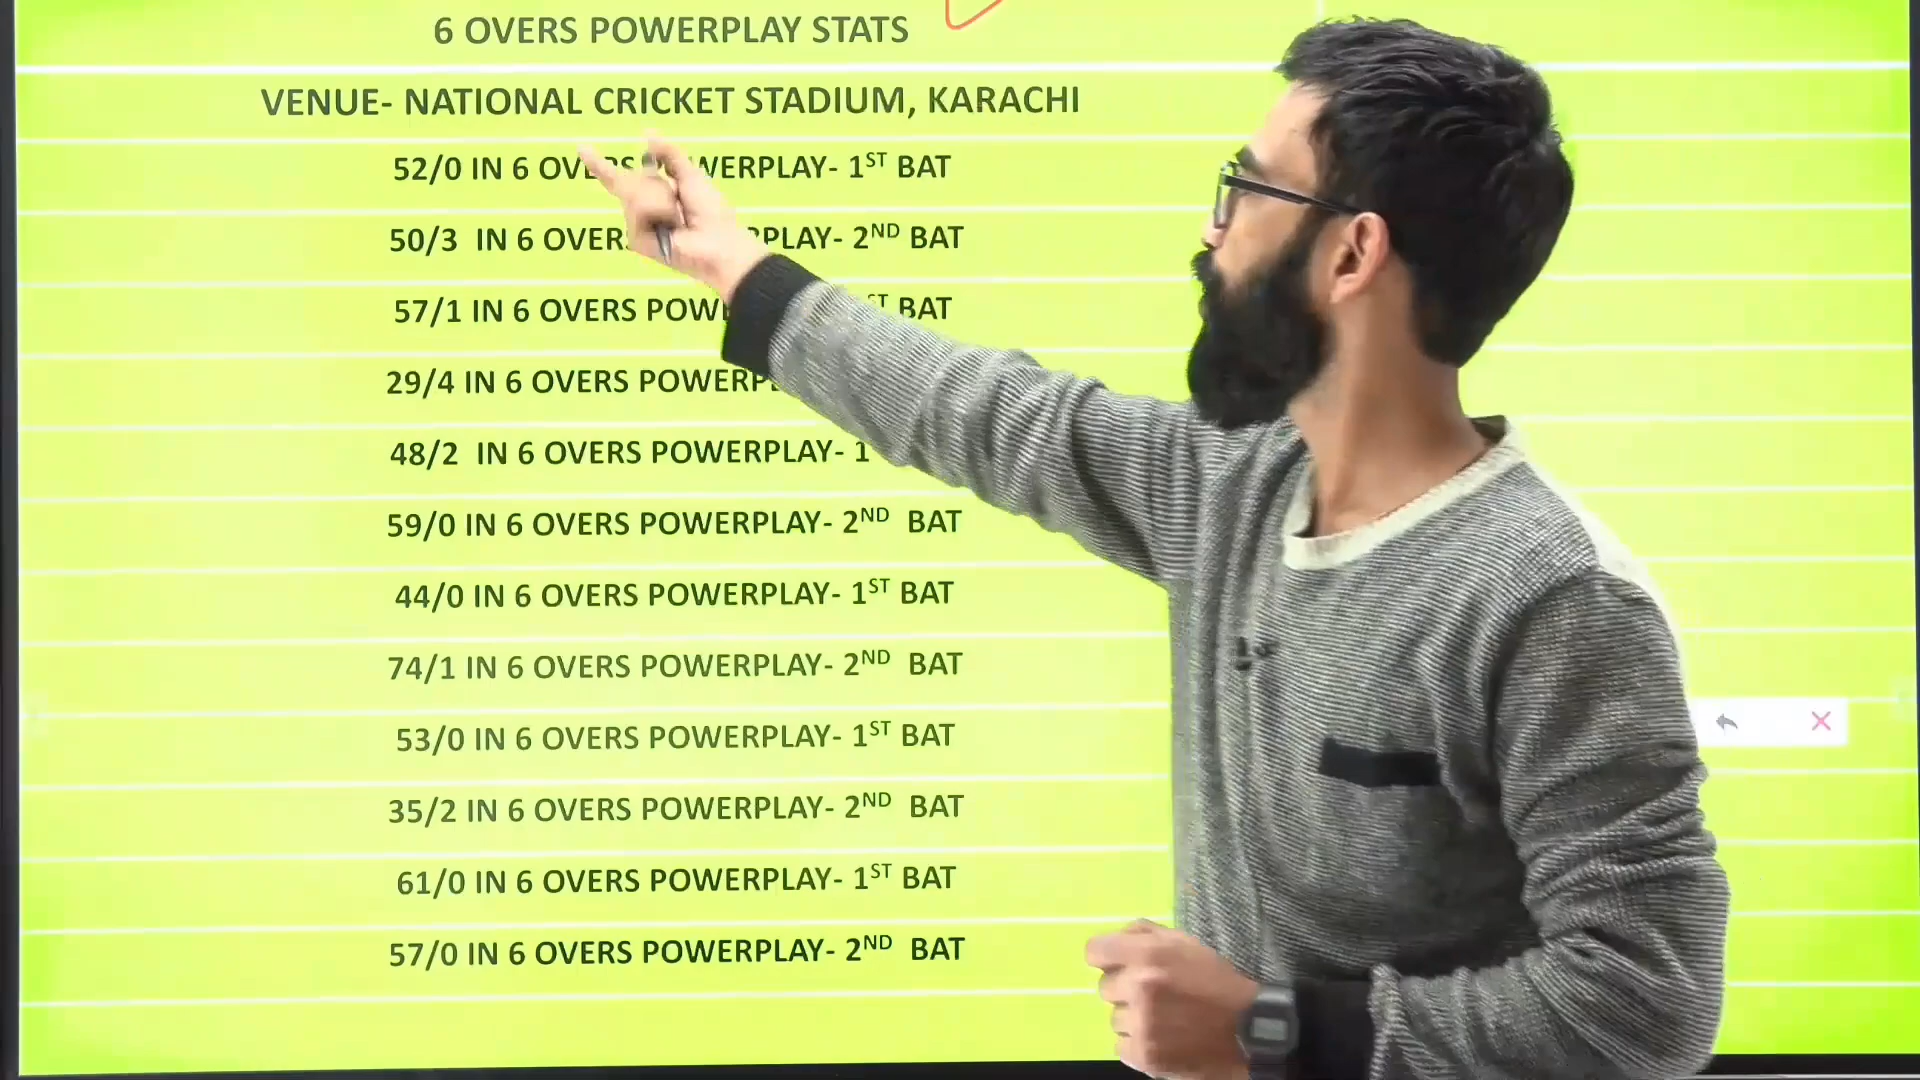 6 OVERS POWERPLAY STATS
VENUE- NATIONAL CRICKET STADIUM, KARACHI
52/0 IN 6 OVERS POWERPLAY- 1ST BAT
50/3 IN 6 OVERS POWERPLAY- 2ND BAT
57/1 IN 6 OVERS POW ST BAT
29/4 IN 6 OVERS POWERP
48/2 IN 6 OVERS POWERPLAY- 1
59/0 IN 6 OVERS POWERPLAY- 2ND BAT
44/0 IN 6 OVERS POWERPLAY- 1ST BAT
74/1 IN 6 OVERS POWERPLAY- 2ND BAT
53/0 IN 6 OVERS POWERPLAY- 1ST BAT
35/2 IN 6 OVERS POWERPLAY- 2ND BAT
61/0 IN 6 OVERS POWERPLAY- 1ST BAT
57/0 IN 6 OVERS POWERPLAY- 2ND BAT